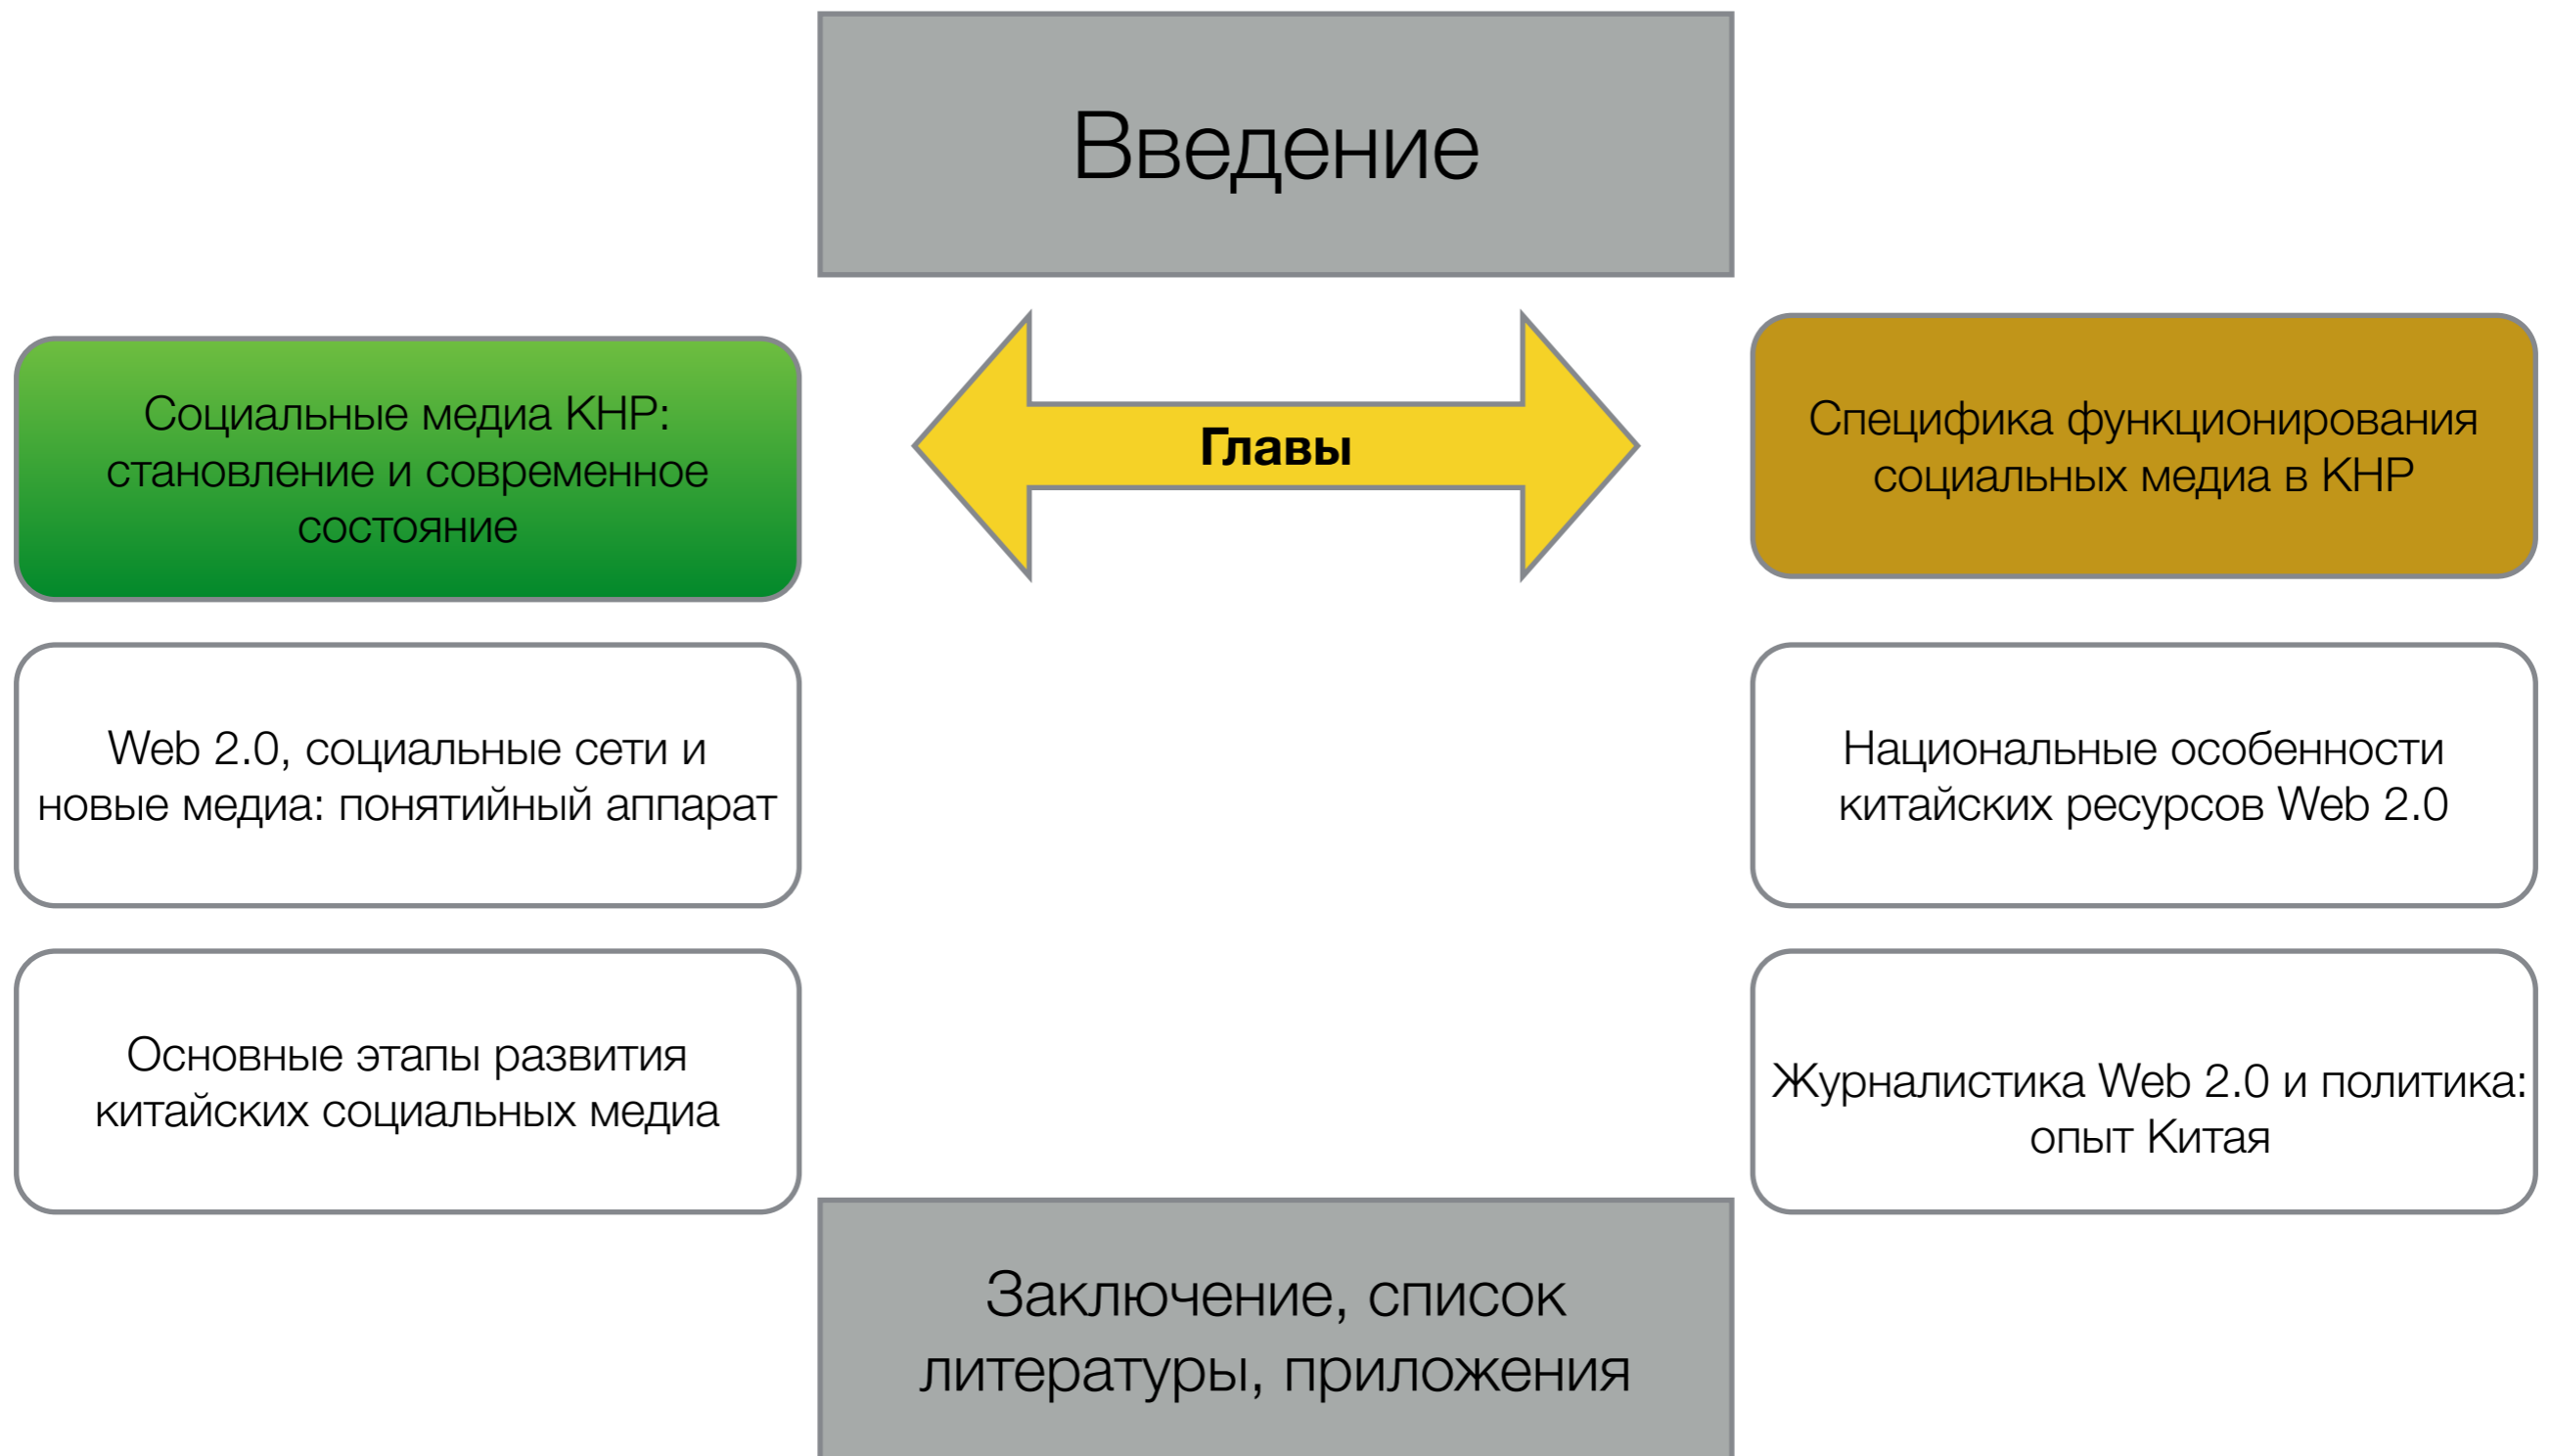 Введение
Социальные медиа КНР:
становление и современное
состояние
Главы
Специфика функционирования
социальных медиа в КНР
Web 2.0, социальные сети и
новые медиа: понятийный аппарат
Национальные особенности
китайских ресурсов Web 2.0
Основные этапы развития
китайских социальных медиа
Журналистика Web 2.0 и политика:
опыт Китая
Заключение, список
литературы, приложения